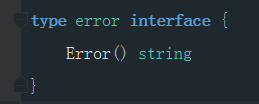 type error interface {
Error() string
}